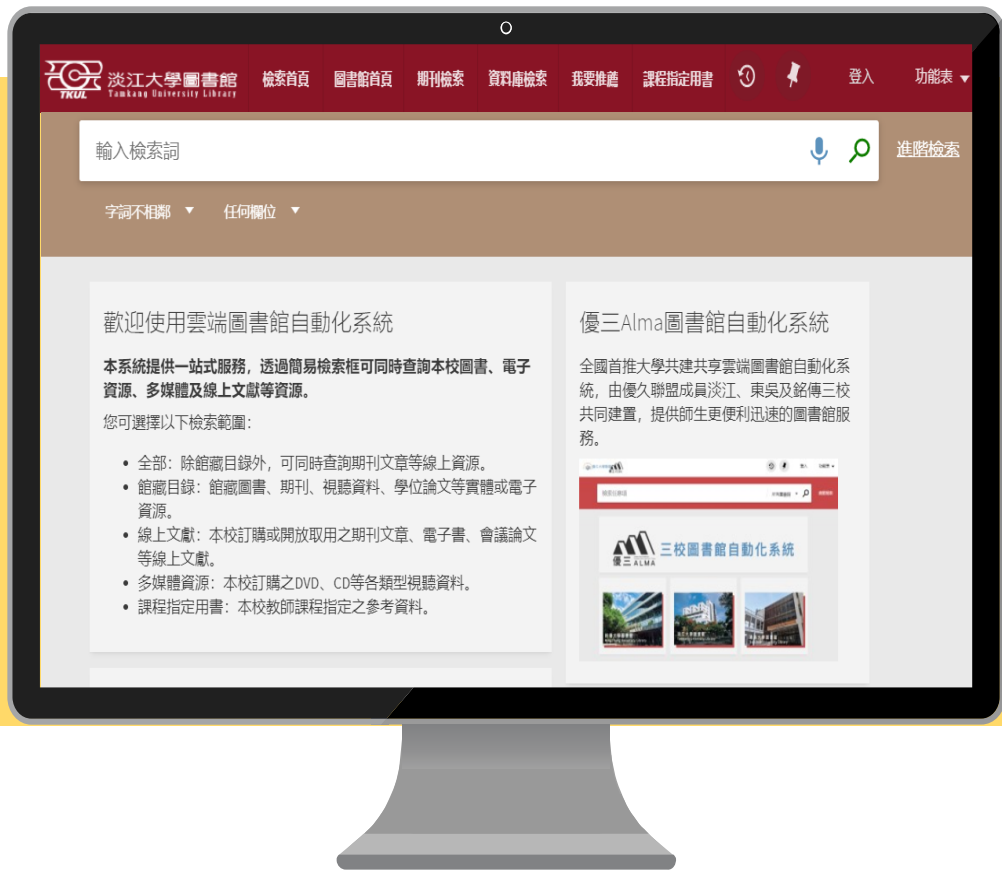 淡江大學圖書館
TKUL Tamkang University Library
檢索首頁 圖書館首頁 期刊檢索 資料庫檢索 我要推薦 課程指定用書 登入 功能表
輸入檢索詞
進階檢索
字詞不相鄰 任何欄位
歡迎使用雲端圖書館自動化系統
本系統提供一站式服務，透過簡易檢索框可同時查詢本校圖書、電子
資源、多媒體及線上文獻等資源。
您可選擇以下檢索範圍：
• 全部：除館藏目錄外，可同時查詢期刊文章等線上資源。
• 館藏目錄：館藏圖書、期刊、視聽資料、學位論文等實體或電子
資源。
• 線上文獻：本校訂購或開放取用之期刊文章、電子書、會議論文
等線上文獻。
• 多媒體資源：本校訂購之DVD、CD等各類型視聽資料。
• 課程指定用書：本校教師課程指定之參考資料。
優三Alma圖書館自動化系統
全國首推大學共建共享雲端圖書館自動化系
統，由優久聯盟成員淡江、東吳及銘傳三校
共同建置，提供師生更便利迅速的圖書館服
務。
優三ALMA
三校圖書館自動化系統